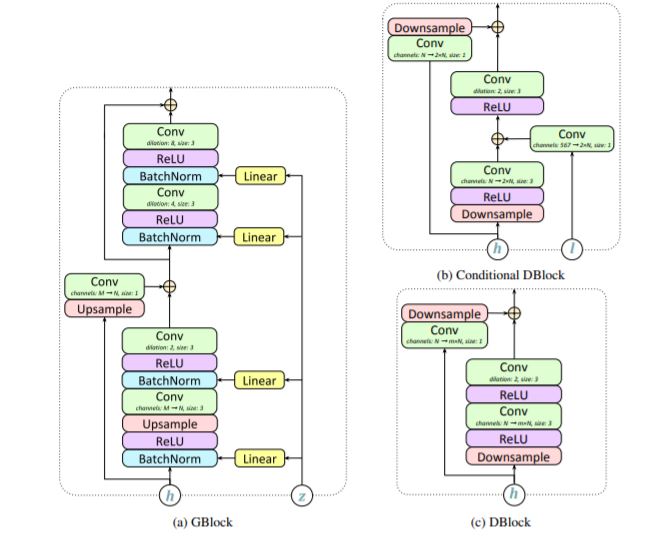 Conv
dilation: 8, size: 3
ReLU
BatchNorm
Linear
Conv
dilation: 4, size: 3
ReLU
BatchNorm
Linear
Conv
channels: M→N, size: 1
Upsample
Conv
dilation: 2, size: 3
ReLU
BatchNorm
Linear
Conv
channels: M→N, size: 3
Upsample
ReLU
BatchNorm
Linear
h
z
(a) GBlock
Downsample
Conv
channels: N→2×N, size: 1
Conv
dilation: 2, size: 3
ReLU
Conv
channels: 567→2×N, size: 1
Conv
channels: N→2×N, size: 3
ReLU
Downsample
h
l
(b) Conditional DBlock
Downsample
Conv
channels: N→m×N, size: 1
Conv
dilation: 2, size: 3
ReLU
Conv
channels: N→m×N, size: 3
ReLU
Downsample
h
(c) DBlock